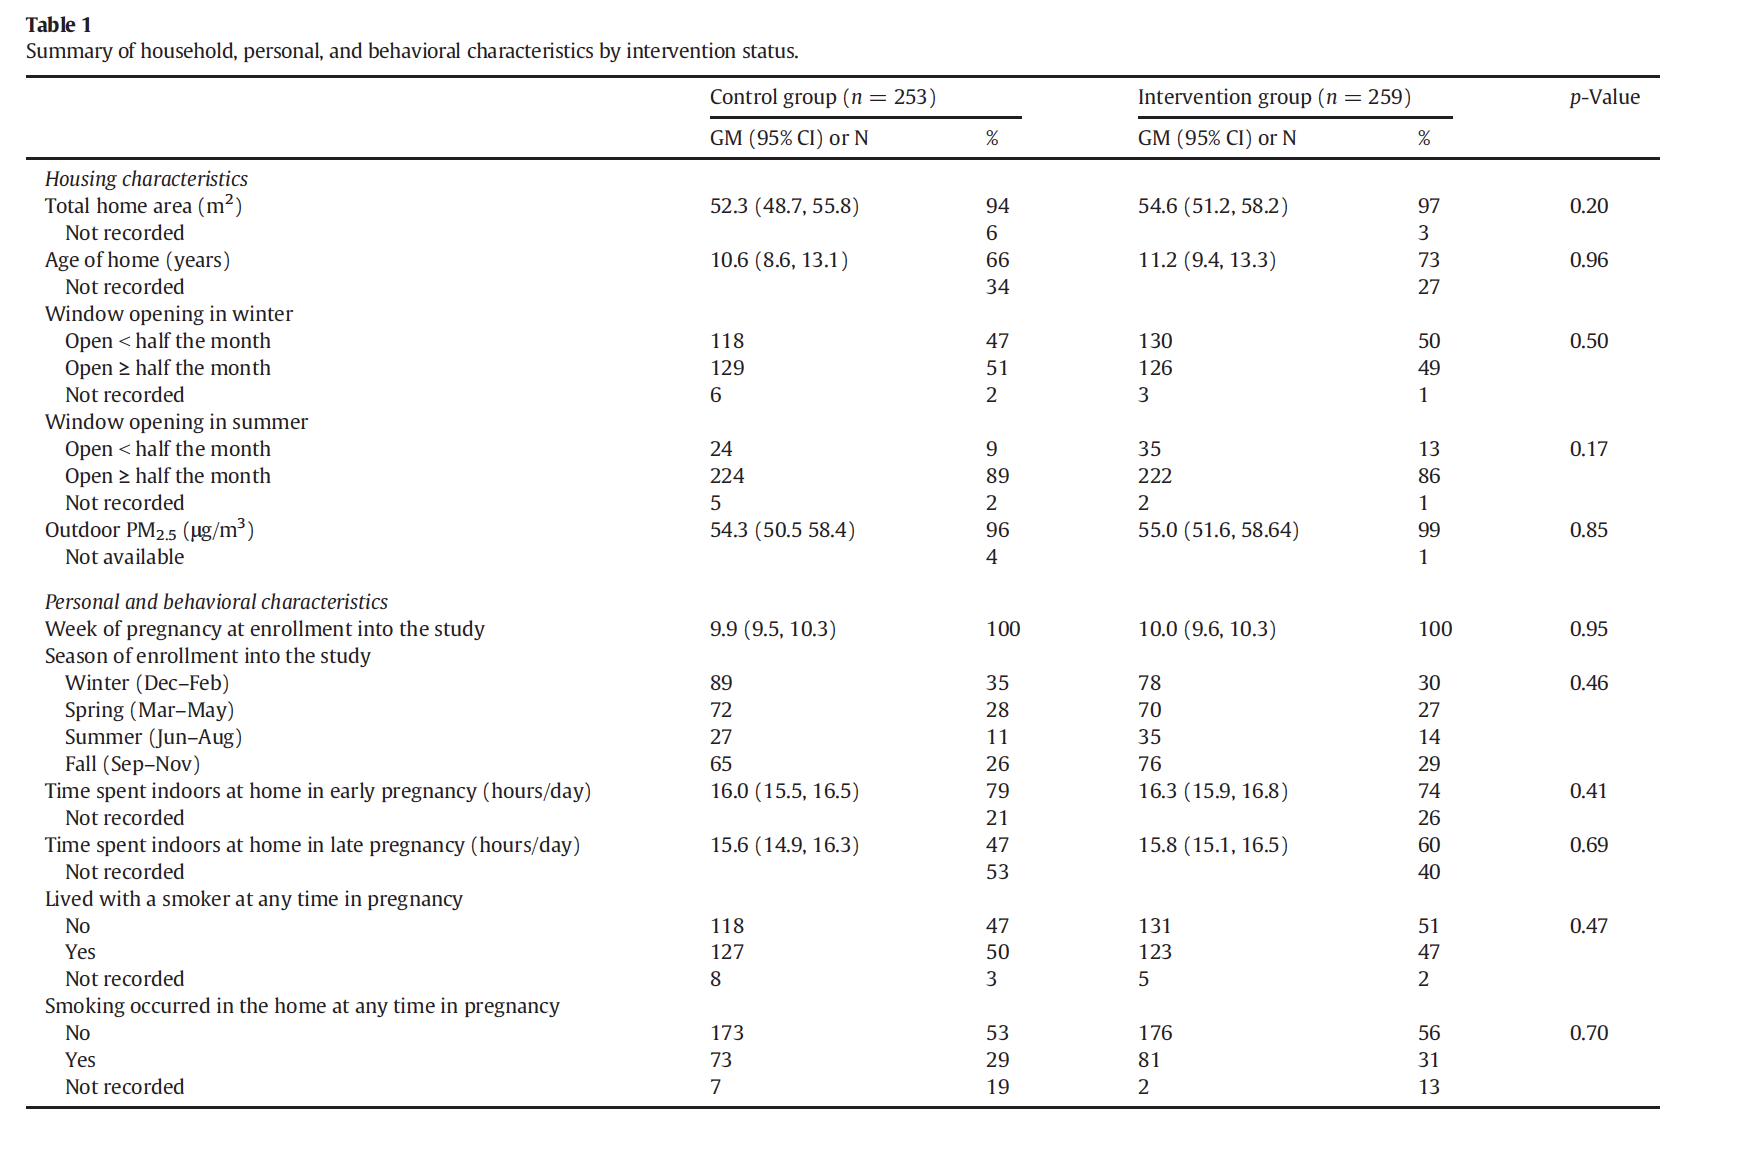 Table 1
Summary of household, personal, and behavioral characteristics by intervention status.
Control group (n = 253) Intervention group (n = 259) p-Value
GM (95% CI) or N % GM (95% CI) or N %
Housing characteristics
Total home area (m²) 52.3 (48.7, 55.8) 94 54.6 (51.2, 58.2) 97 0.20
Not recorded 6 3
Age of home (years) 10.6 (8.6, 13.1) 66 11.2 (9.4, 13.3) 73 0.96
Not recorded 34 27
Window opening in winter
Open < half the month 118 47 130 50 0.50
Open ≥ half the month 129 51 126 49
Not recorded 6 2 3 1
Window opening in summer
Open < half the month 24 9 35 13 0.17
Open ≥ half the month 224 89 222 86
Not recorded 5 2 2 1
Outdoor PM₂.₅ (μg/m³) 54.3 (50.5 58.4) 96 55.0 (51.6, 58.64) 99 0.85
Not available 4 1
Personal and behavioral characteristics
Week of pregnancy at enrollment into the study 9.9 (9.5, 10.3) 100 10.0 (9.6, 10.3) 100 0.95
Season of enrollment into the study
Winter (Dec–Feb) 89 35 78 30 0.46
Spring (Mar–May) 72 28 70 27
Summer (Jun–Aug) 27 11 35 14
Fall (Sep–Nov) 65 26 76 29
Time spent indoors at home in early pregnancy (hours/day) 16.0 (15.5, 16.5) 79 16.3 (15.9, 16.8) 74 0.41
Not recorded 21 26
Time spent indoors at home in late pregnancy (hours/day) 15.6 (14.9, 16.3) 47 15.8 (15.1, 16.5) 60 0.69
Not recorded 53 40
Lived with a smoker at any time in pregnancy
No 118 47 131 51 0.47
Yes 127 50 123 47
Not recorded 8 3 5 2
Smoking occurred in the home at any time in pregnancy
No 173 53 176 56 0.70
Yes 73 29 81 31
Not recorded 7 19 2 13